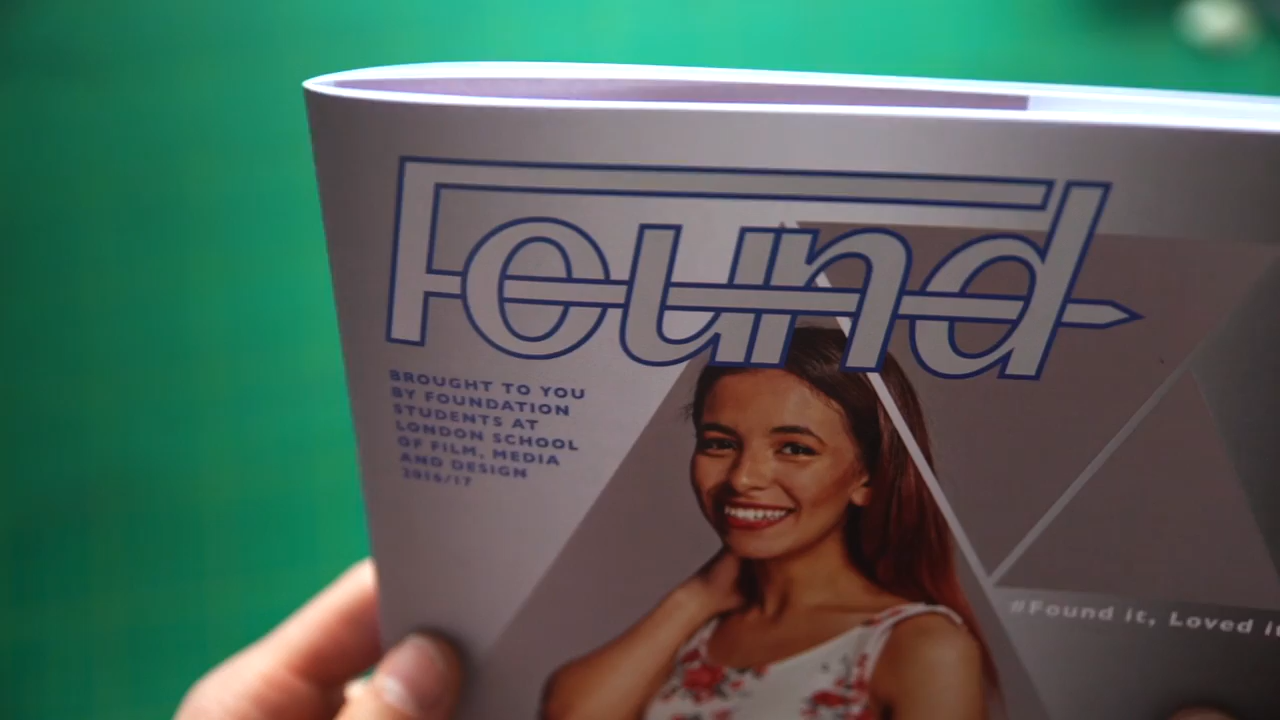 Found
BROUGHT TO YOU
BY FOUNDATION
STUDENTS AT
LONDON SCHOOL
OF FILM, MEDIA
AND DESIGN
2016/17
#Found it, Loved it